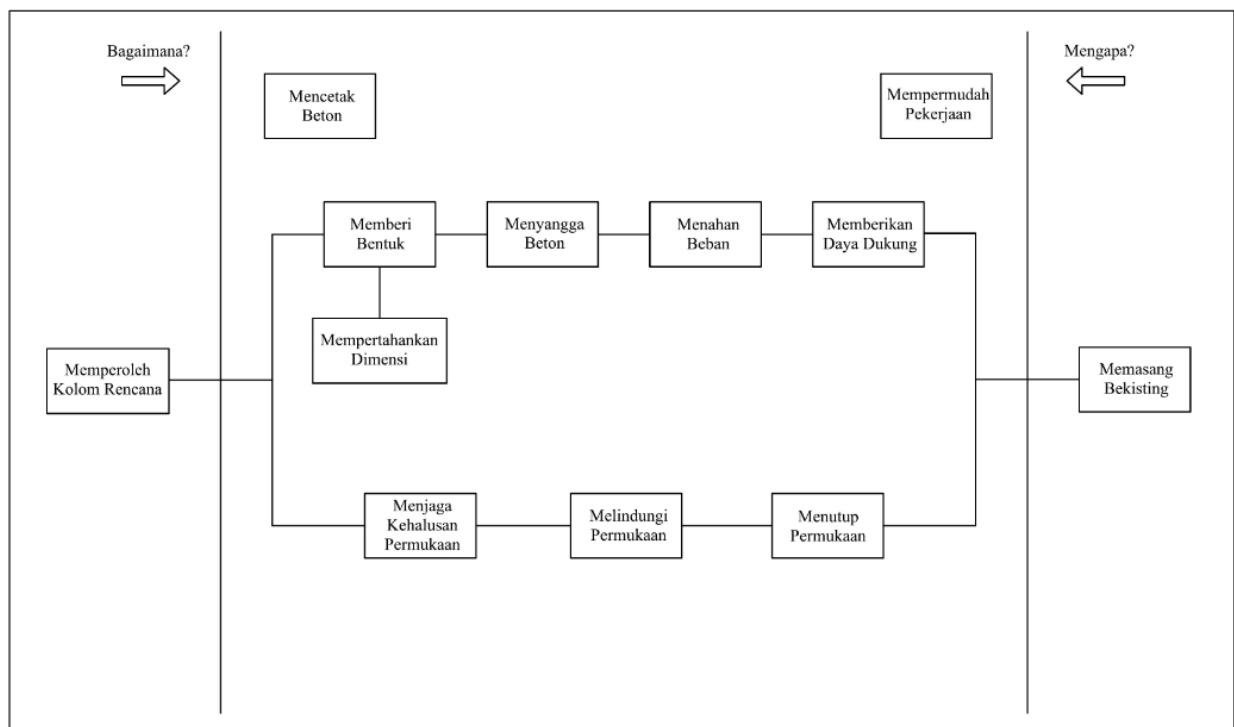 Bagaimana?
Mengapa?
Mencetak
Beton
Mempermudah
Pekerjaan
Memberi
Bentuk
Menyangga
Beton
Menahan
Beban
Memberikan
Daya Dukung
Mempertahankan
Dimensi
Memperoleh
Kolom Rencana
Memasang
Bekisting
Menjaga
Kehalusan
Permukaan
Melindungi
Permukaan
Menutup
Permukaan